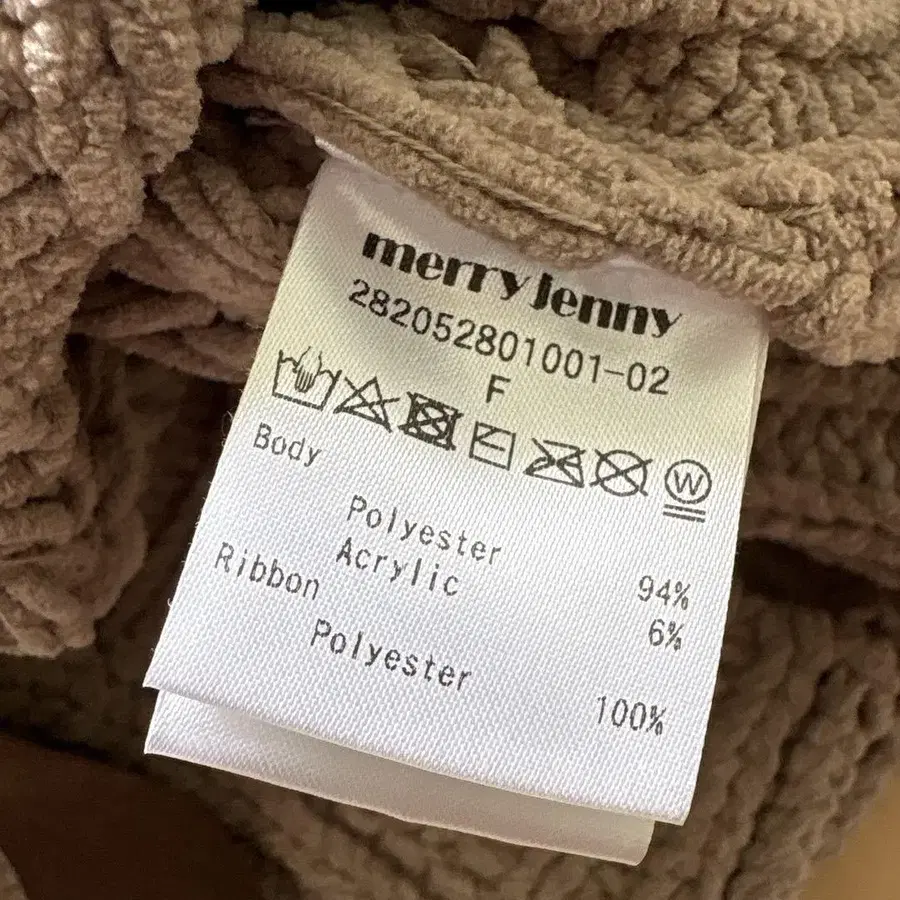 merry jenny
282052801001-02
F
W
Body
Polyester 94%
Acrylic 6%
Ribbon
Polyester 100%